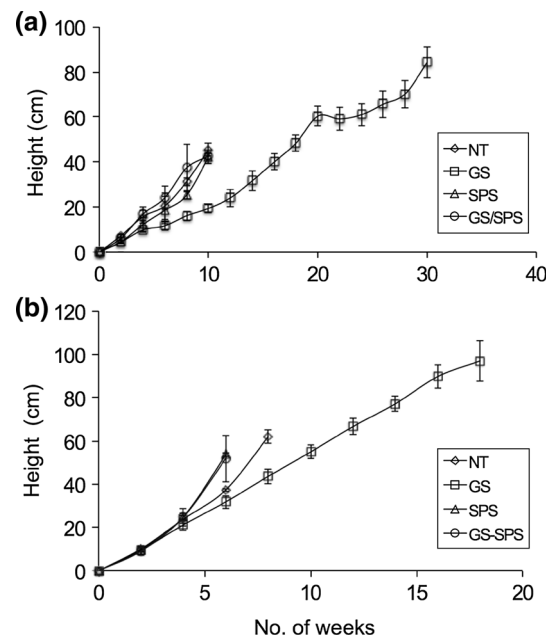 (a)
100
80
60
40
20
0
Height (cm)
0 10 20 30 40
NT
GS
SPS
GS/SPS
(b)
120
100
80
60
40
20
0
Height (cm)
0 5 10 15 20
No. of weeks
NT
GS
SPS
GS-SPS